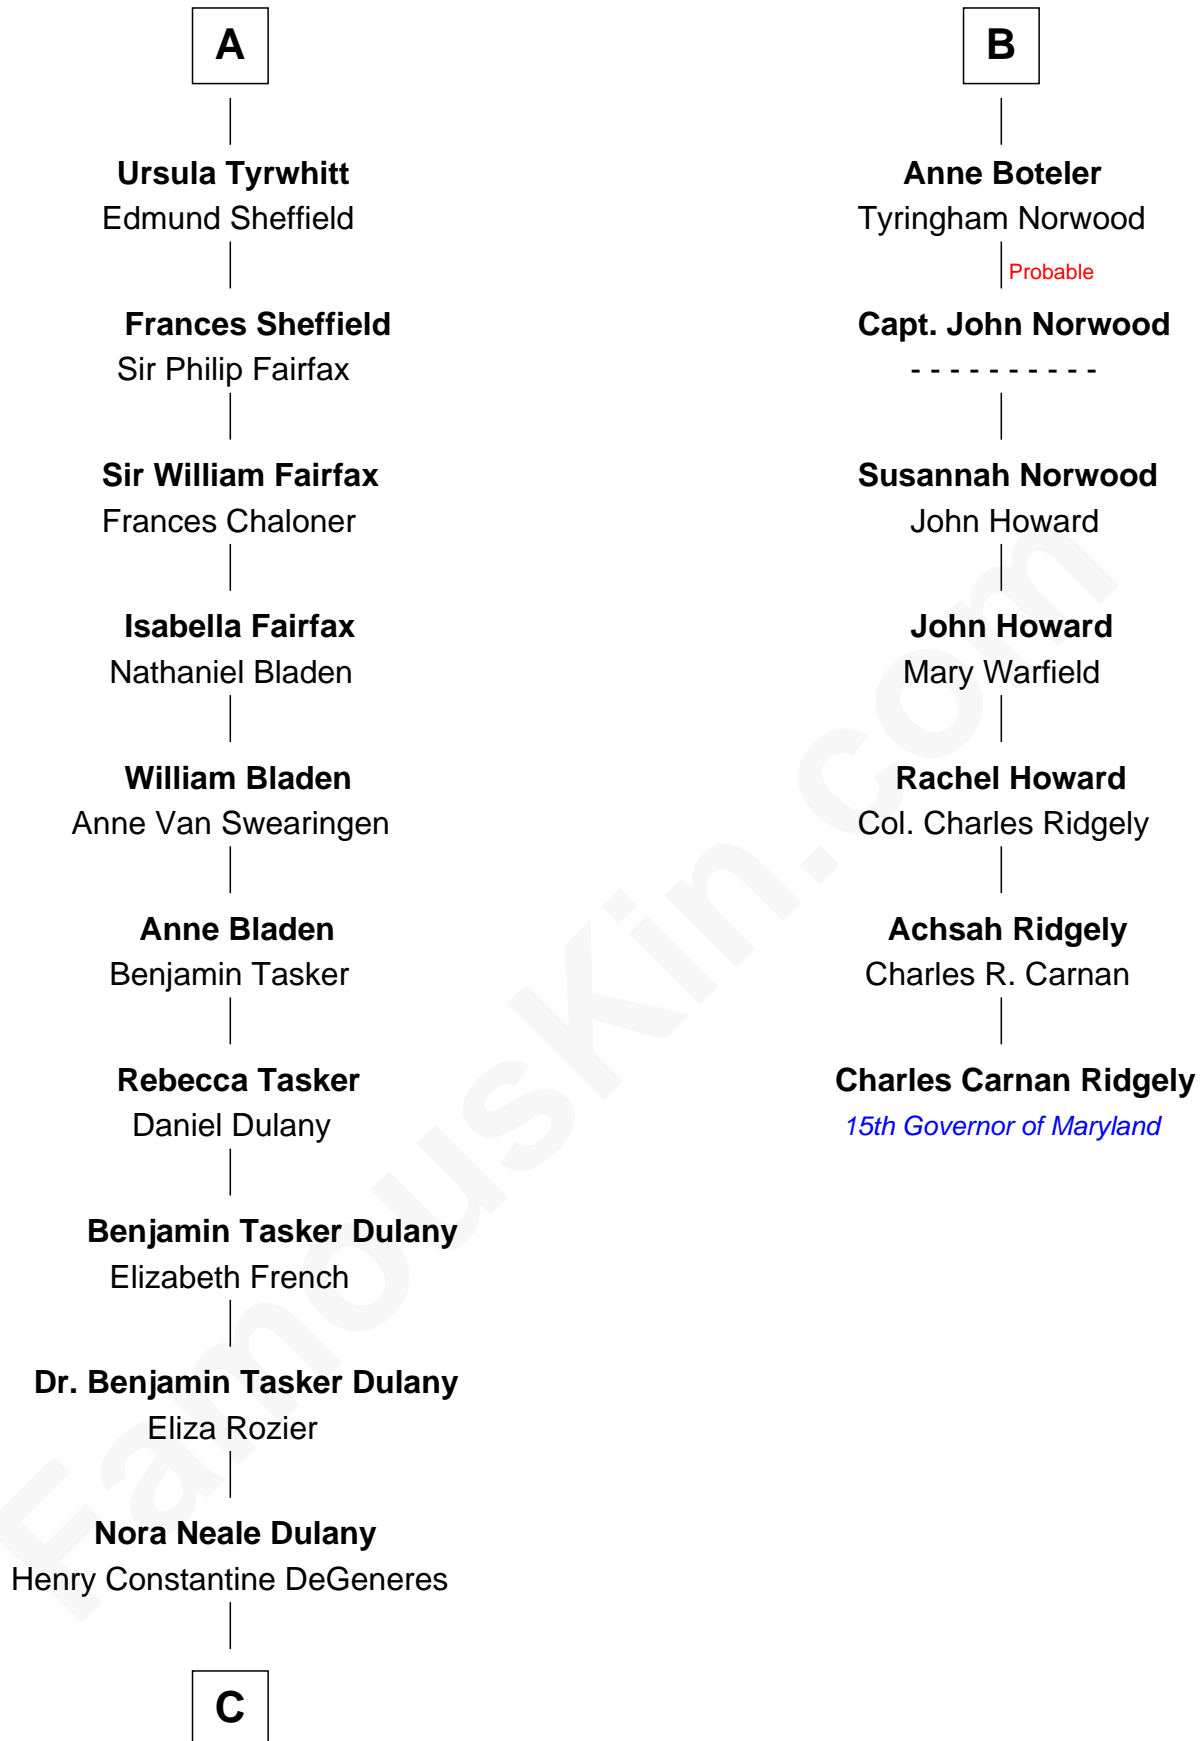 A
Ursula Tyrwhitt
Edmund Sheffield
Frances Sheffield
Sir Philip Fairfax
Sir William Fairfax
Frances Chaloner
Isabella Fairfax
Nathaniel Bladen
William Bladen
Anne Van Swearingen
Anne Bladen
Benjamin Tasker
Rebecca Tasker
Daniel Dulany
Benjamin Tasker Dulany
Elizabeth French
Dr. Benjamin Tasker Dulany
Eliza Rozier
Nora Neale Dulany
Henry Constantine DeGeneres
C
B
Anne Boteler
Tyringham Norwood
Probable
Capt. John Norwood
- - - - - - - - - -
Susannah Norwood
John Howard
John Howard
Mary Warfield
Rachel Howard
Col. Charles Ridgely
Achsah Ridgely
Charles R. Carnan
Charles Carnan Ridgely
15th Governor of Maryland
FamousKin.com